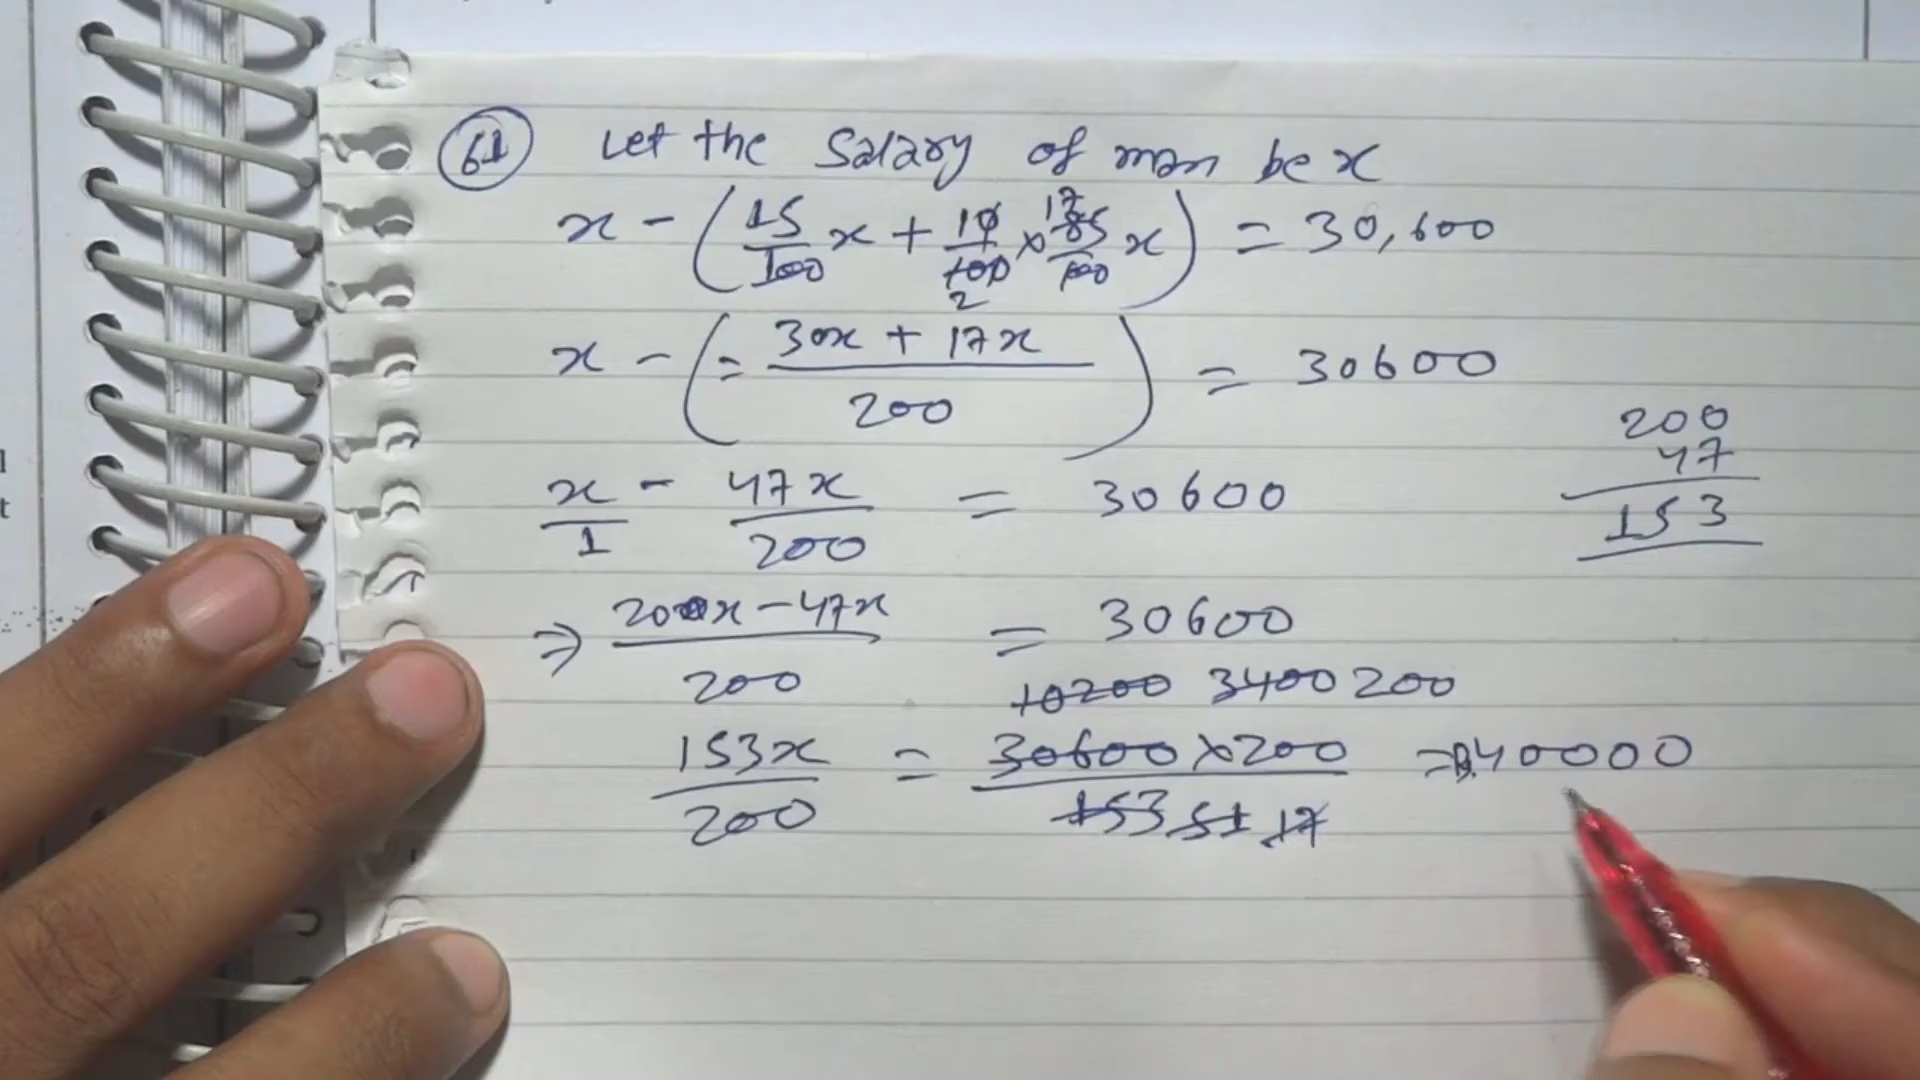 61 Let the Salary of man be x
x - ( 15/100 x + 10/100 × 17 85/100 x ) = 30,600
2
x - ( = 30x + 17x / 200 ) = 30600
x/1 - 47x/200 = 30600
200
47
153
⇒ 200x - 47x / 200 = 30600
10200 3400 200
153x/200 = 30600 × 200 / 153 51 17 = 40000
l
t